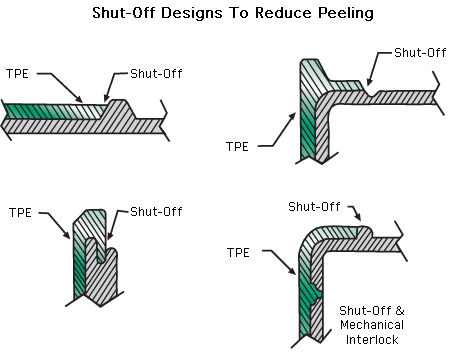 Shut-Off Designs To Reduce Peeling
TPE
Shut-Off
Shut-Off
TPE
TPE
Shut-Off
Shut-Off
TPE
Shut-Off &
Mechanical
Interlock